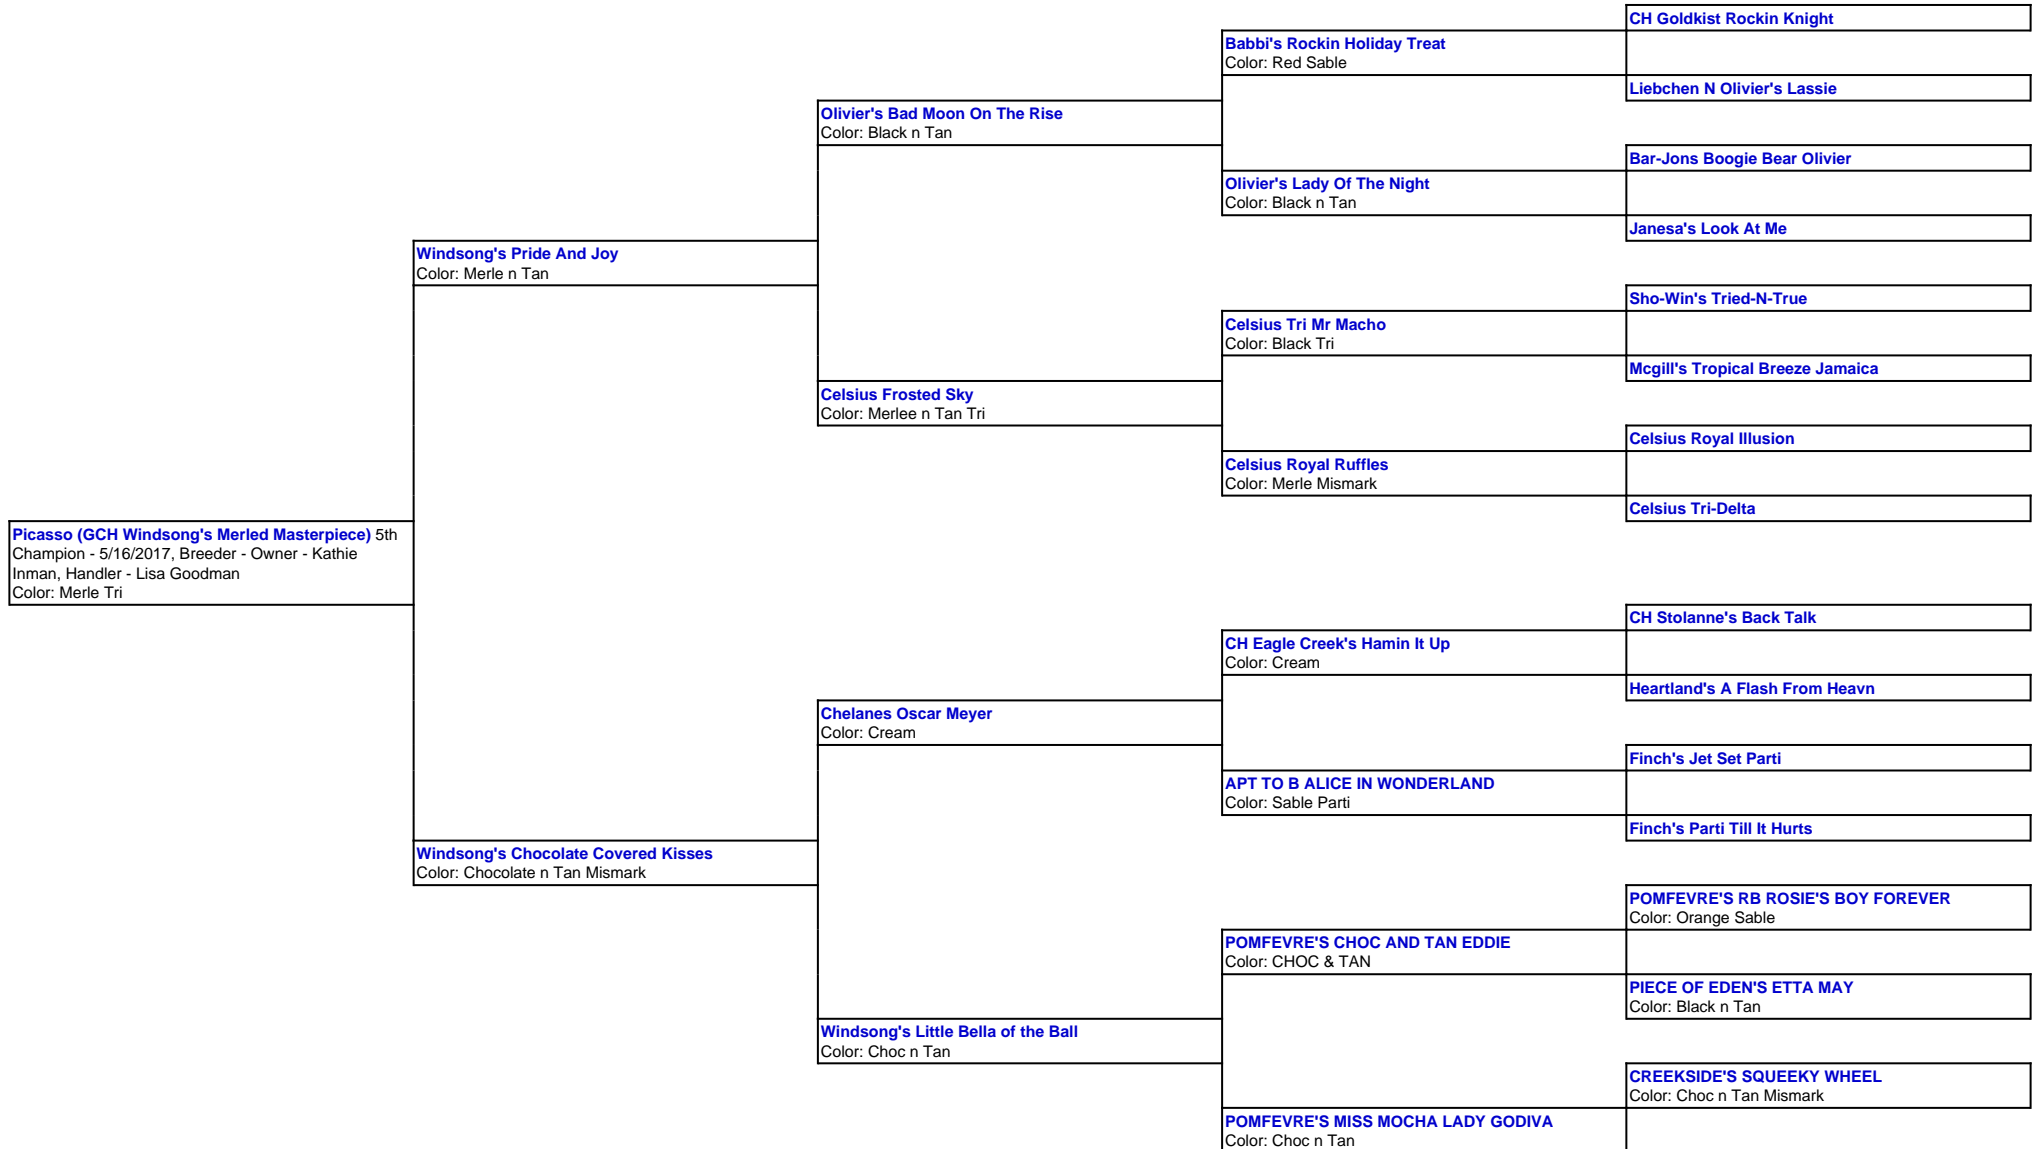 CH Goldkist Rockin Knight
Babbi's Rockin Holiday Treat
Color: Red Sable
Liebchen N Olivier's Lassie
Olivier's Bad Moon On The Rise
Color: Black n Tan
Bar-Jons Boogie Bear Olivier
Olivier's Lady Of The Night
Color: Black n Tan
Janesa's Look At Me
Windsong's Pride And Joy
Color: Merle n Tan
Sho-Win's Tried-N-True
Celsius Tri Mr Macho
Color: Black Tri
Mcgill's Tropical Breeze Jamaica
Celsius Frosted Sky
Color: Merlee n Tan Tri
Celsius Royal Illusion
Celsius Royal Ruffles
Color: Merle Mismark
Celsius Tri-Delta
Picasso (GCH Windsong's Merled Masterpiece) 5th
Champion - 5/16/2017, Breeder - Owner - Kathie
Inman, Handler - Lisa Goodman
Color: Merle Tri
CH Stolanne's Back Talk
CH Eagle Creek's Hamin It Up
Color: Cream
Heartland's A Flash From Heavn
Chelanes Oscar Meyer
Color: Cream
Finch's Jet Set Parti
APT TO B ALICE IN WONDERLAND
Color: Sable Parti
Finch's Parti Till It Hurts
Windsong's Chocolate Covered Kisses
Color: Chocolate n Tan Mismark
POMFEVRE'S RB ROSIE'S BOY FOREVER
Color: Orange Sable
POMFEVRE'S CHOC AND TAN EDDIE
Color: CHOC & TAN
PIECE OF EDEN'S ETTA MAY
Color: Black n Tan
Windsong's Little Bella of the Ball
Color: Choc n Tan
CREEKSIDE'S SQUEEKY WHEEL
Color: Choc n Tan Mismark
POMFEVRE'S MISS MOCHA LADY GODIVA
Color: Choc n Tan